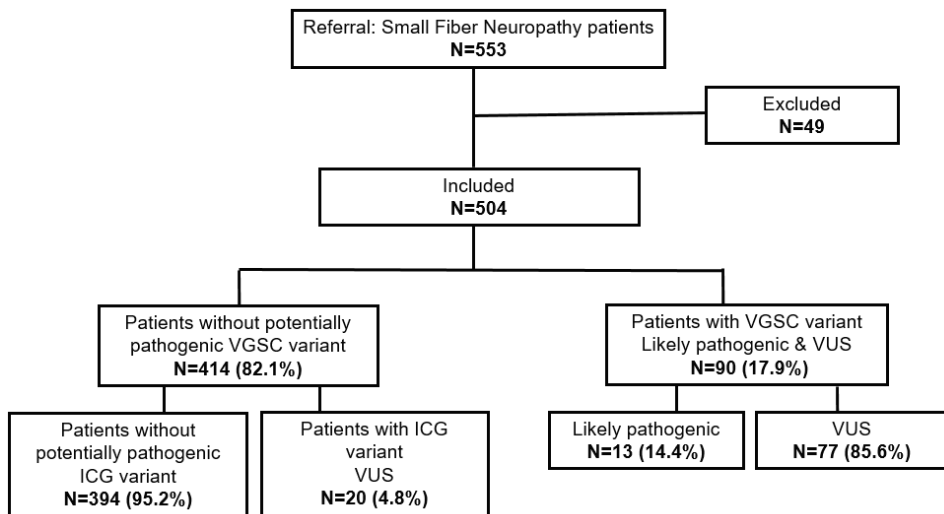 Referral: Small Fiber Neuropathy patients
N=553
Excluded
N=49
Included
N=504
Patients without potentially
pathogenic VGSC variant
N=414 (82.1%)
Patients with VGSC variant
Likely pathogenic & VUS
N=90 (17.9%)
Patients without
potentially pathogenic
ICG variant
N=394 (95.2%)
Patients with ICG
variant
VUS
N=20 (4.8%)
Likely pathogenic
N=13 (14.4%)
VUS
N=77 (85.6%)